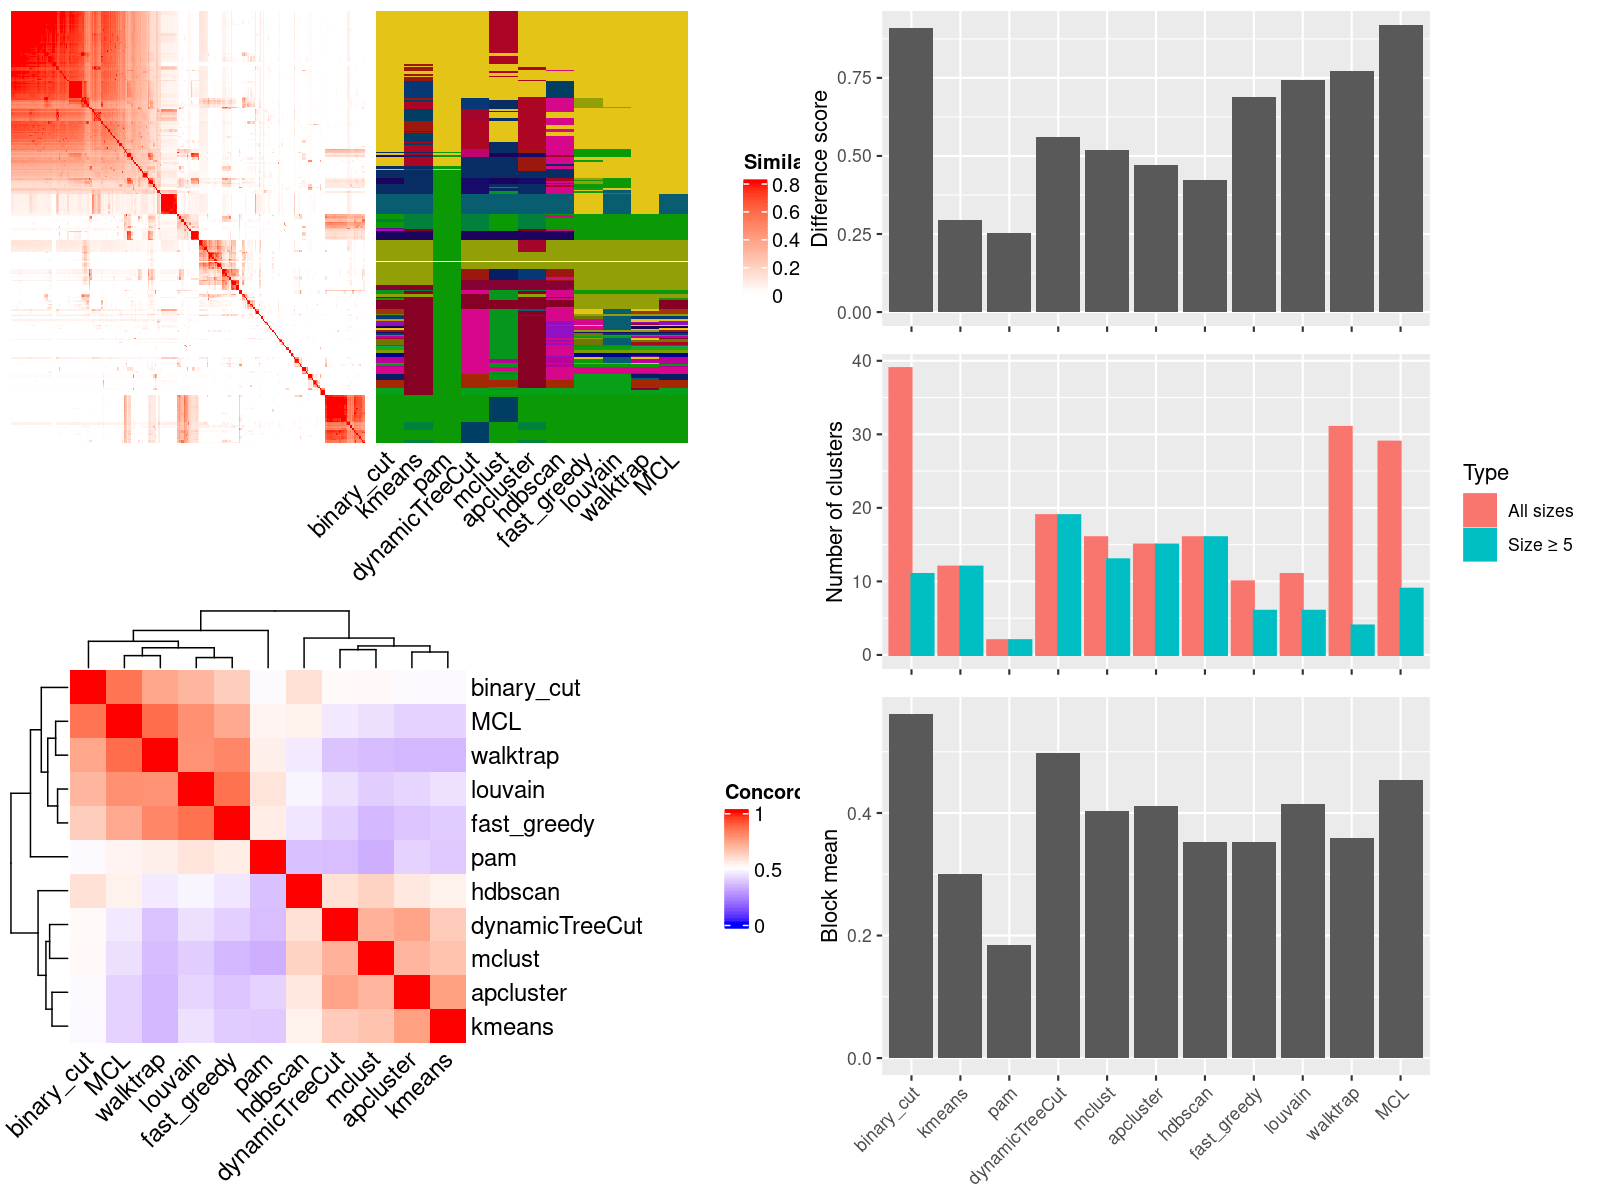 Simila
0.8
0.6
0.4
0.2
0
binary_cut
kmeans
pam
dynamicTreeCut
mclust
apcluster
hdbscan
fast_greedy
louvain
walktrap
MCL
Difference score
0.75
0.50
0.25
0.00
Number of clusters
40
30
20
10
0
Type
All sizes
Size ≥ 5
binary_cut
MCL
walktrap
louvain
fast_greedy
pam
hdbscan
dynamicTreeCut
mclust
apcluster
kmeans
binary_cut
MCL
walktrap
louvain
fast_greedy
pam
hdbscan
dynamicTreeCut
mclust
apcluster
kmeans
Concord
1
0.5
0
Block mean
0.4
0.2
0.0
binary_cut
kmeans
pam
dynamicTreeCut
mclust
apcluster
hdbscan
fast_greedy
louvain
walktrap
MCL